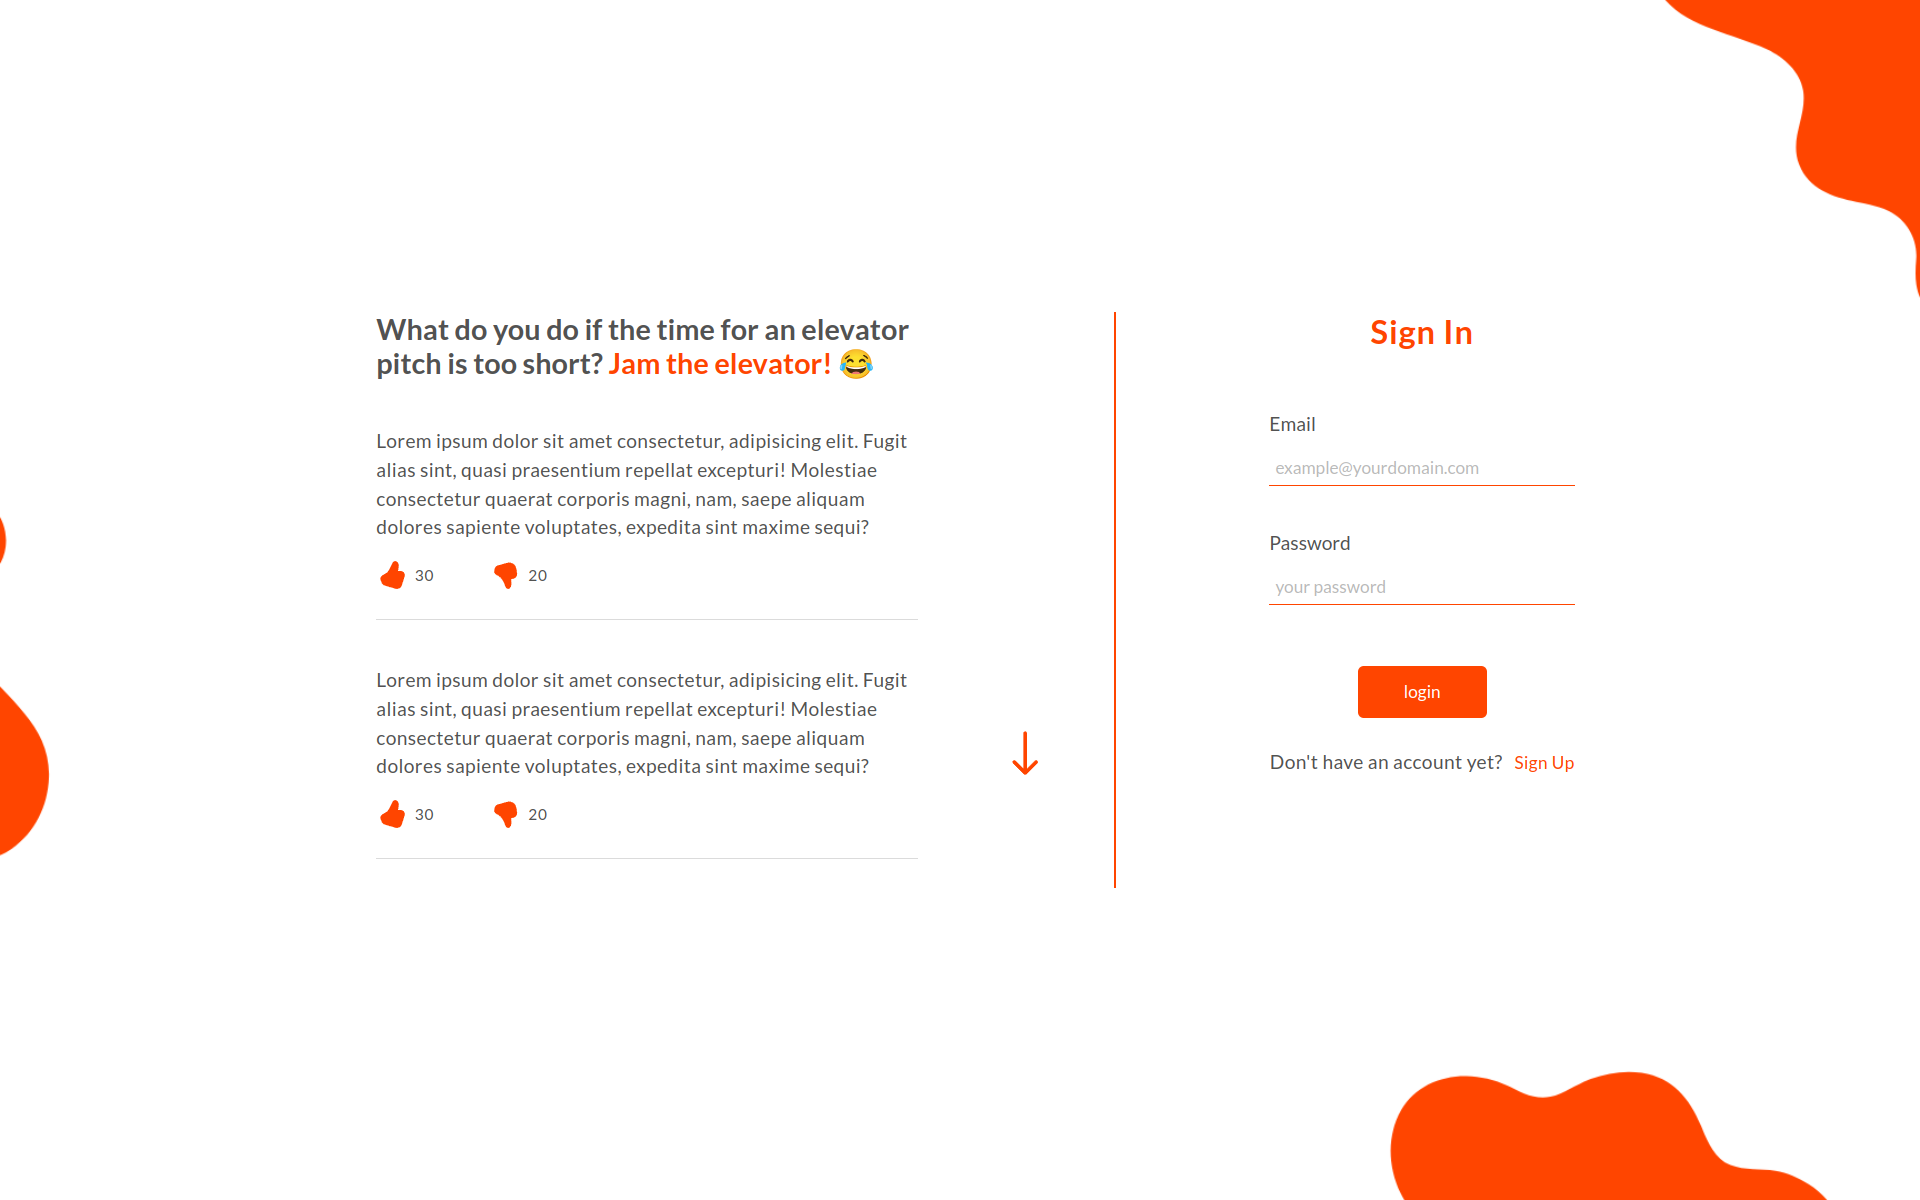 What do you do if the time for an elevator
pitch is too short? Jam the elevator! 😂
Lorem ipsum dolor sit amet consectetur, adipisicing elit. Fugit
alias sint, quasi praesentium repellat excepturi! Molestiae
consectetur quaerat corporis magni, nam, saepe aliquam
dolores sapiente voluptates, expedita sint maxime sequi?
30 20
Lorem ipsum dolor sit amet consectetur, adipisicing elit. Fugit
alias sint, quasi praesentium repellat excepturi! Molestiae
consectetur quaerat corporis magni, nam, saepe aliquam
dolores sapiente voluptates, expedita sint maxime sequi?
30 20
Sign In
Email
example@yourdomain.com
Password
your password
login
Don't have an account yet? Sign Up